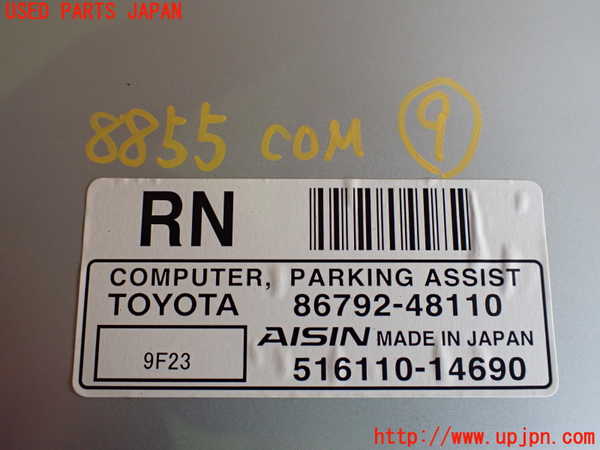 USED PARTS JAPAN
8855 COM 9
RN
COMPUTER, PARKING ASSIST
TOYOTA 86792-48110
9F23 AISIN MADE IN JAPAN
516110-14690
http://www.upjpn.com